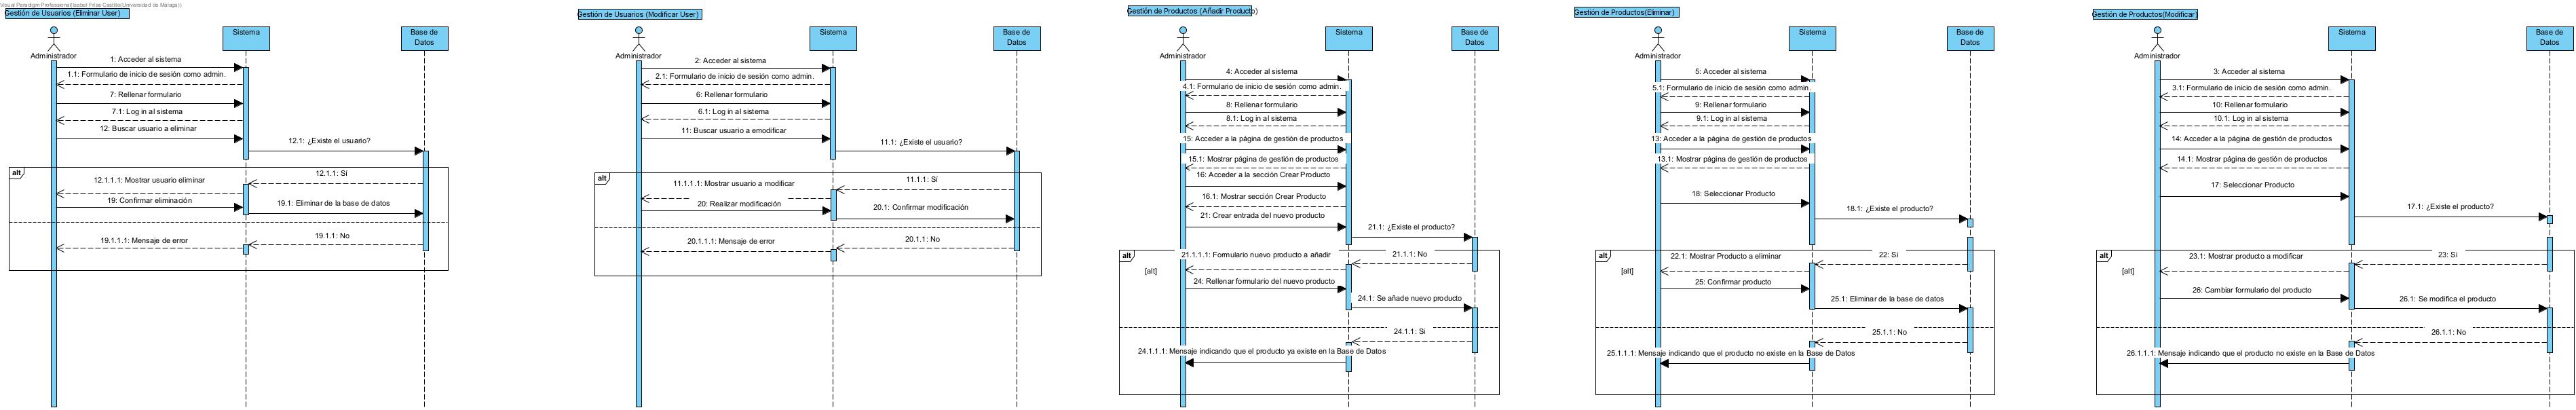 Visual Paradigm Professional(Isabel Frías Castillo(Universidad de Málaga))
Gestión de Usuarios (Eliminar User)
Administrador
Sistema
Base de
Datos
1: Acceder al sistema
1.1: Formulario de inicio de sesión como admin.
7: Rellenar formulario
7.1: Log in al sistema
12: Buscar usuario a eliminar
12.1: ¿Existe el usuario?
alt
12.1.1: Sí
12.1.1.1: Mostrar usuario eliminar
19: Confirmar eliminación
19.1: Eliminar de la base de datos
19.1.1: No
19.1.1.1: Mensaje de error
Gestión de Usuarios (Modificar User)
Administrador
Sistema
Base de
Datos
2: Acceder al sistema
2.1: Formulario de inicio de sesión como admin.
6: Rellenar formulario
6.1: Log in al sistema
11: Buscar usuario a emodificar
11.1: ¿Existe el usuario?
alt
11.1.1: Sí
11.1.1.1: Mostrar usuario a modificar
20: Realizar modificación
20.1: Confirmar modificación
20.1.1: No
20.1.1.1: Mensaje de error
Gestión de Productos (Añadir Producto)
Administrador
Sistema
Base de
Datos
4: Acceder al sistema
4.1: Formulario de inicio de sesión como admin.
8: Rellenar formulario
8.1: Log in al sistema
15: Acceder a la página de gestión de productos
15.1: Mostrar página de gestión de productos
16: Acceder a la sección Crear Producto
16.1: Mostrar sección Crear Producto
21: Crear entrada del nuevo producto
21.1: ¿Existe el producto?
alt
[alt]
21.1.1: No
21.1.1.1: Formulario nuevo producto a añadir
24: Rellenar formulario del nuevo producto
24.1: Se añade nuevo producto
24.1.1: Si
24.1.1.1: Mensaje indicando que el producto ya existe en la Base de Datos
Gestión de Productos(Eliminar)
Administrador
Sistema
Base de
Datos
5: Acceder al sistema
5.1: Formulario de inicio de sesión como admin.
9: Rellenar formulario
9.1: Log in al sistema
13: Acceder a la página de gestión de productos
13.1: Mostrar página de gestión de productos
18: Seleccionar Producto
18.1: ¿Existe el producto?
alt
[alt]
22: Si
22.1: Mostrar Producto a eliminar
25: Confirmar producto
25.1: Eliminar de la base de datos
25.1.1: No
25.1.1.1: Mensaje indicando que el producto no existe en la Base de Datos
Gestión de Productos(Modificar)
Administrador
Sistema
Base de
Datos
3: Acceder al sistema
3.1: Formulario de inicio de sesión como admin.
10: Rellenar formulario
10.1: Log in al sistema
14: Acceder a la página de gestión de productos
14.1: Mostrar página de gestión de productos
17: Seleccionar Producto
17.1: ¿Existe el producto?
alt
[alt]
23: Si
23.1: Mostrar producto a modificar
26: Cambiar formulario del producto
26.1: Se modifica el producto
26.1.1: No
26.1.1.1: Mensaje indicando que el producto no existe en la Base de Datos